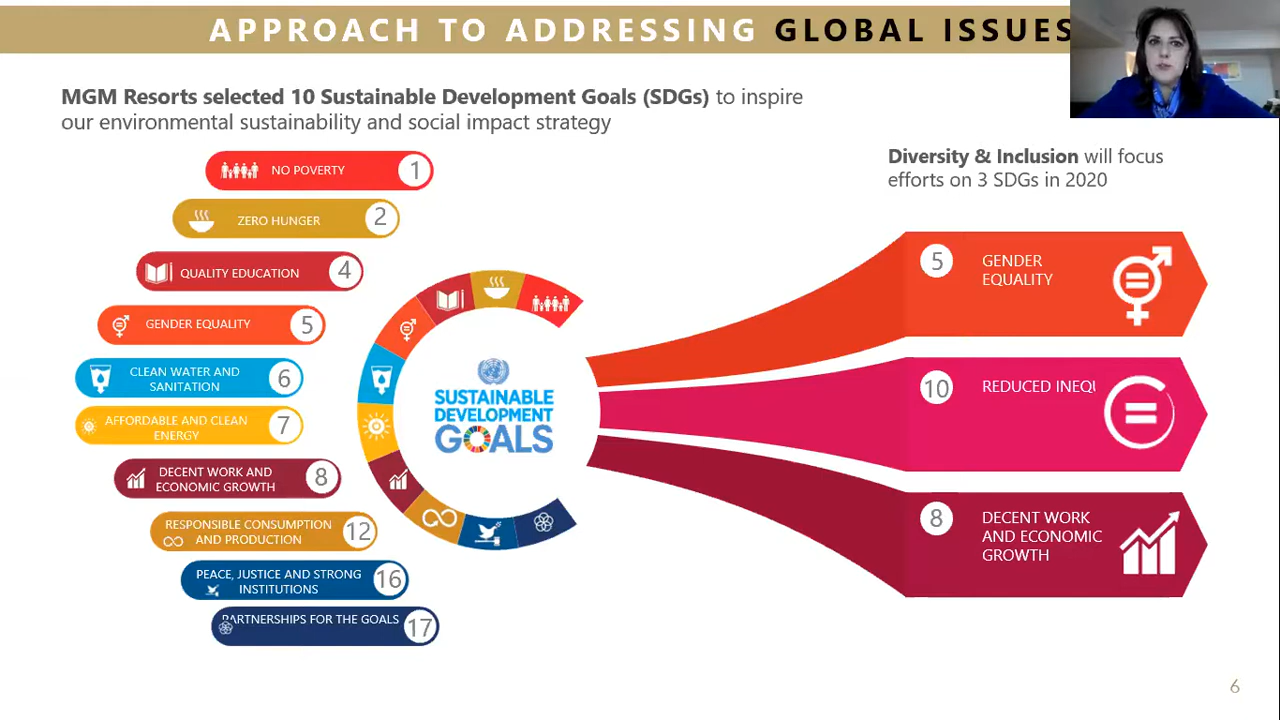 APPROACH TO ADDRESSING GLOBAL ISSUES
MGM Resorts selected 10 Sustainable Development Goals (SDGs) to inspire
our environmental sustainability and social impact strategy
NO POVERTY 1
ZERO HUNGER 2
QUALITY EDUCATION 4
GENDER EQUALITY 5
CLEAN WATER AND
SANITATION 6
AFFORDABLE AND CLEAN
ENERGY 7
DECENT WORK AND
ECONOMIC GROWTH 8
RESPONSIBLE CONSUMPTION
AND PRODUCTION 12
PEACE, JUSTICE AND STRONG
INSTITUTIONS 16
PARTNERSHIPS FOR THE GOALS 17
SUSTAINABLE
DEVELOPMENT
GOALS
Diversity & Inclusion will focus
efforts on 3 SDGs in 2020
5 GENDER
EQUALITY
10 REDUCED INEQU
8 DECENT WORK
AND ECONOMIC
GROWTH
6